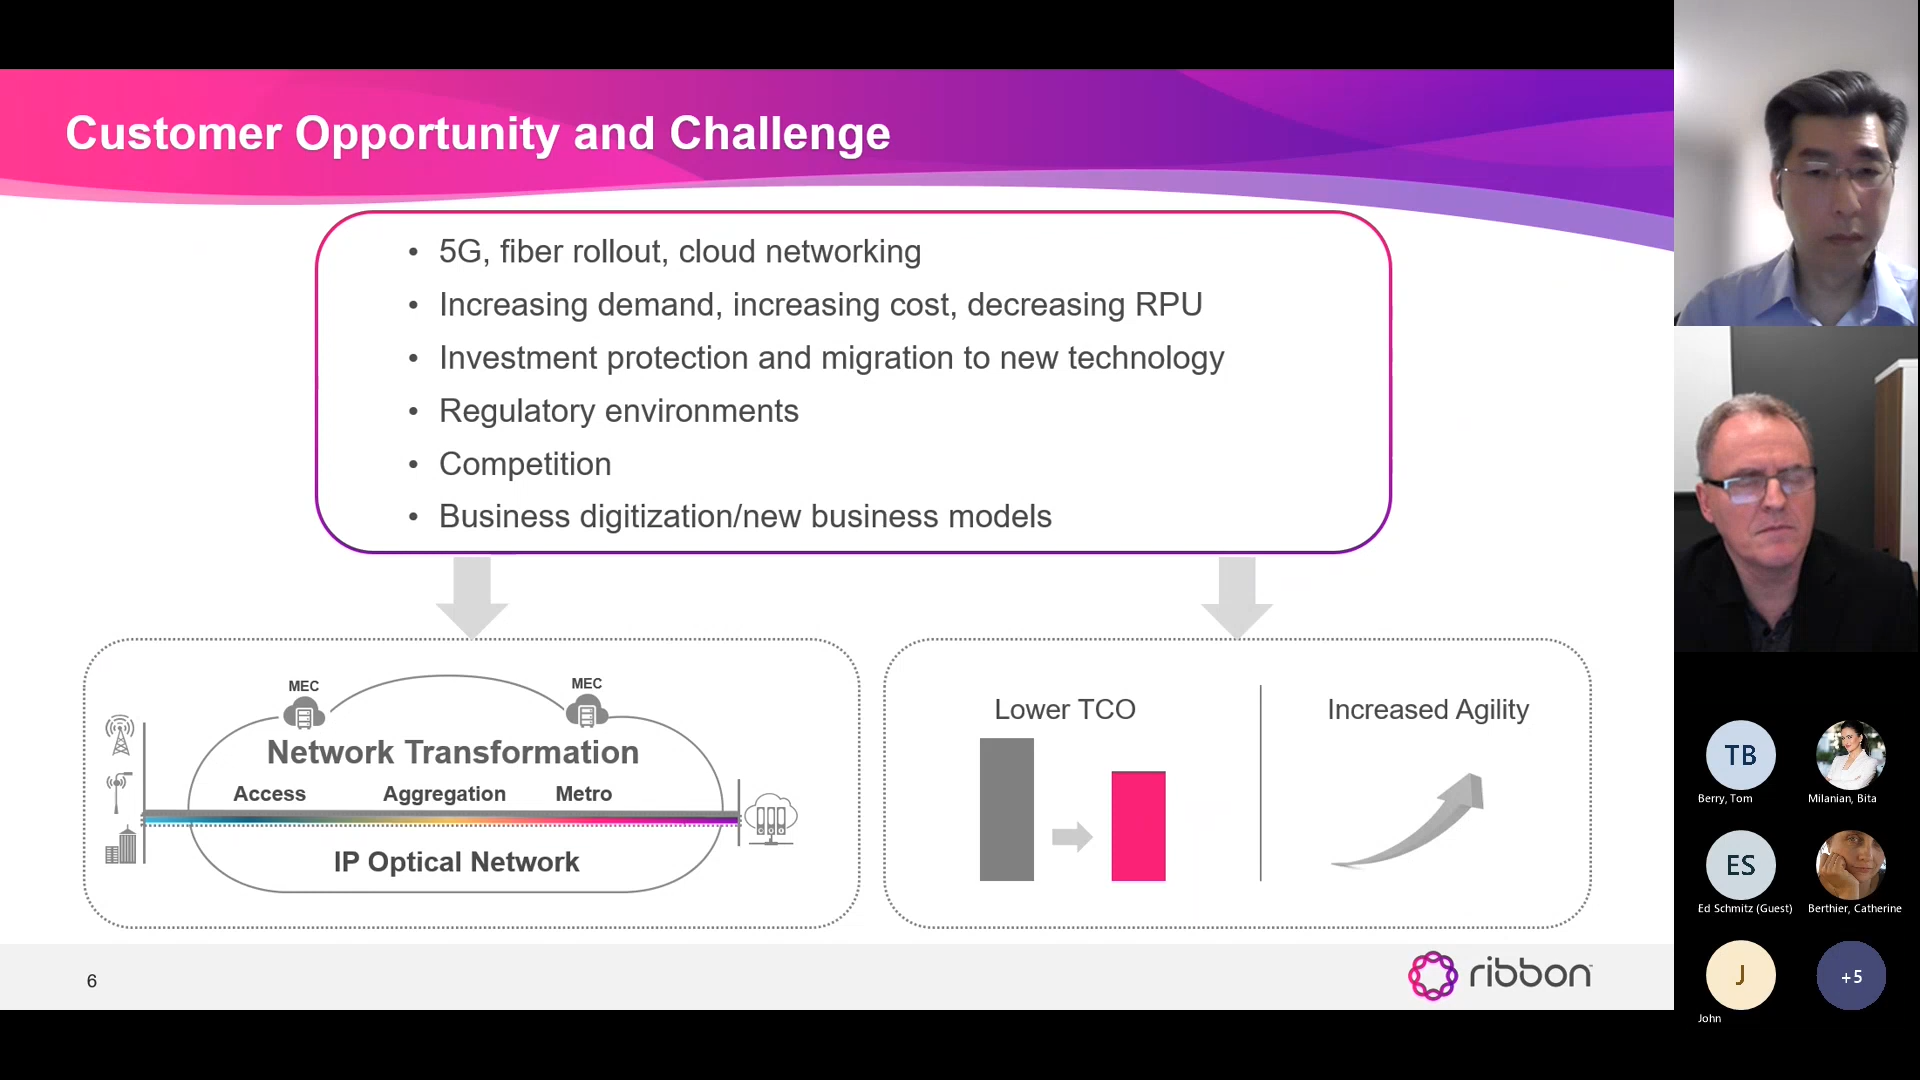 Customer Opportunity and Challenge
• 5G, fiber rollout, cloud networking
• Increasing demand, increasing cost, decreasing RPU
• Investment protection and migration to new technology
• Regulatory environments
• Competition
• Business digitization/new business models
MEC
MEC
Network Transformation
Access Aggregation Metro
IP Optical Network
Lower TCO
Increased Agility
6
ribbon
TB
Berry, Tom
Milanian, Bita
ES
Ed Schmitz (Guest)
Berthier, Catherine
J
John
+5